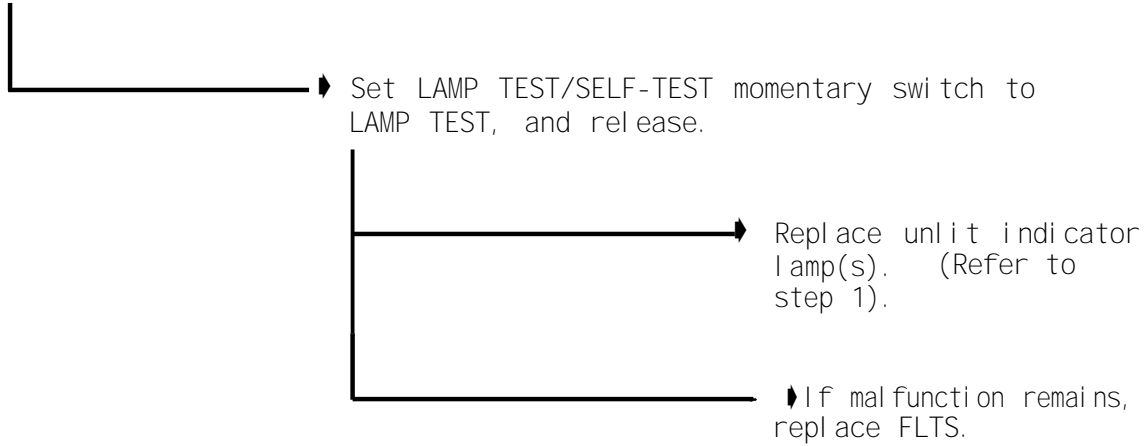 Set LAMP TEST/SELF-TEST momentary switch to
LAMP TEST, and release.
Replace unlit indicator
lamp(s). (Refer to
step 1).
If malfunction remains,
replace FLTS.